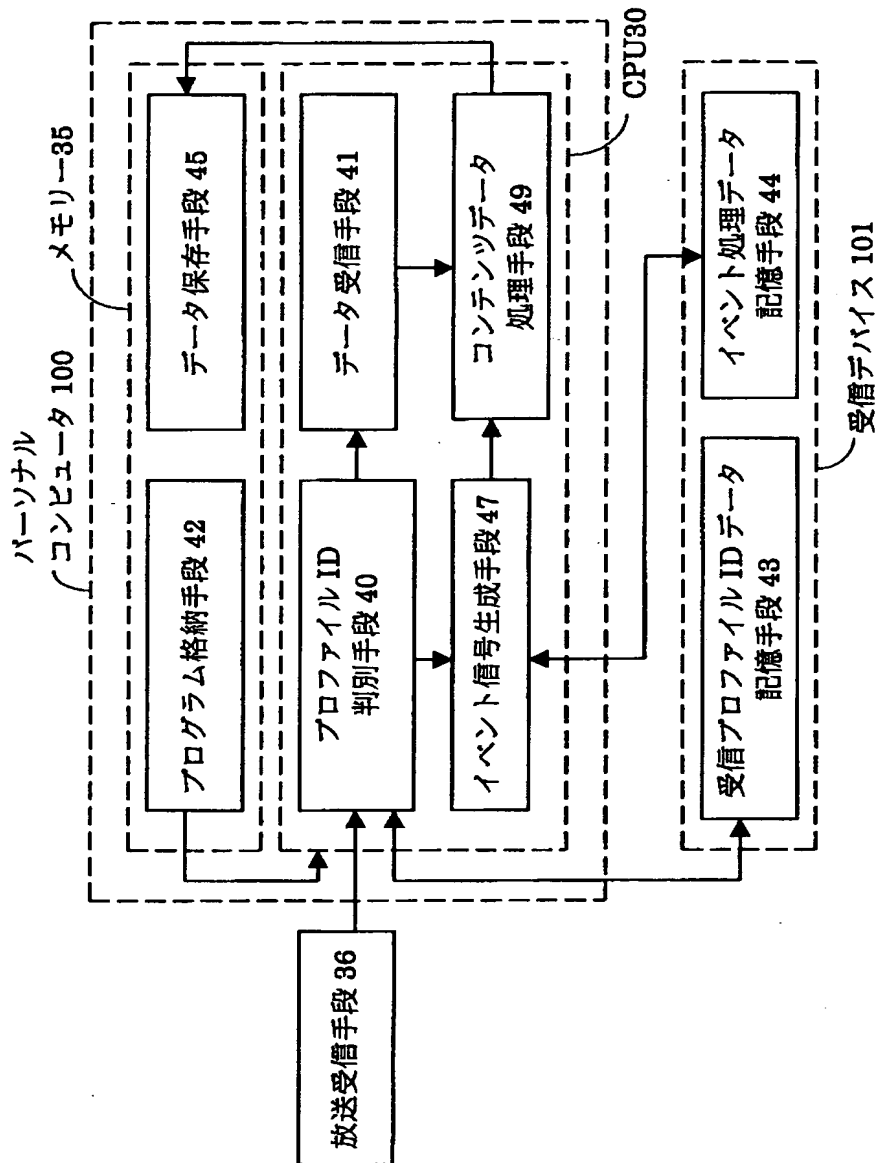 パーソナル
コンピュータ 100
メモリー35
プログラム格納手段 42
データ保存手段 45
放送受信手段 36
プロファイル ID
判別手段 40
データ受信手段 41
イベント信号生成手段 47
コンテンツデータ
処理手段 49
CPU30
受信プロファイル ID データ
記憶手段 43
イベント処理データ
記憶手段 44
受信デバイス 101